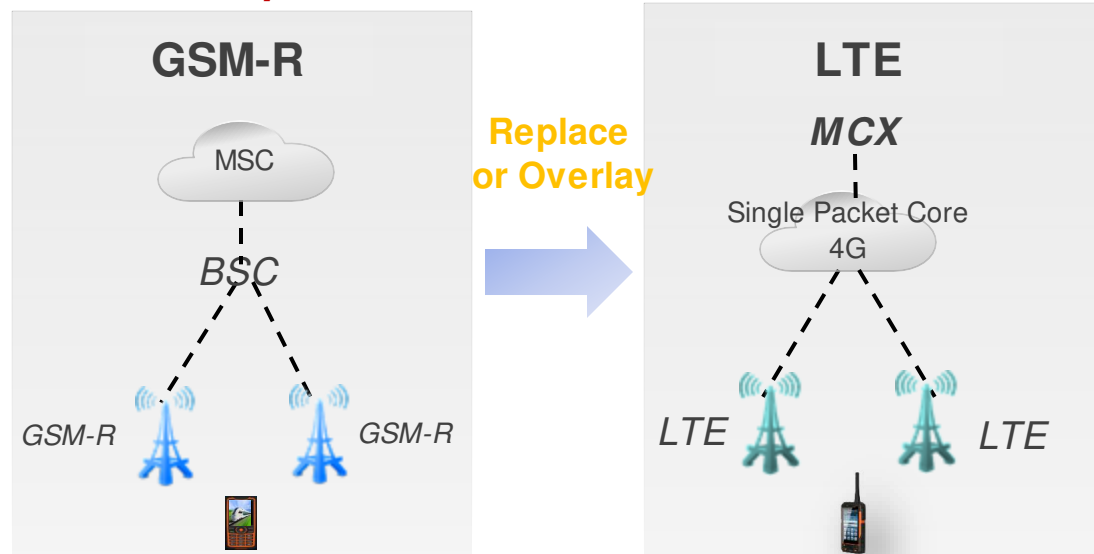 GSM-R
MSC
BSC
GSM-R
GSM-R
Replace
or Overlay
LTE
MCX
Single Packet Core
4G
LTE
LTE